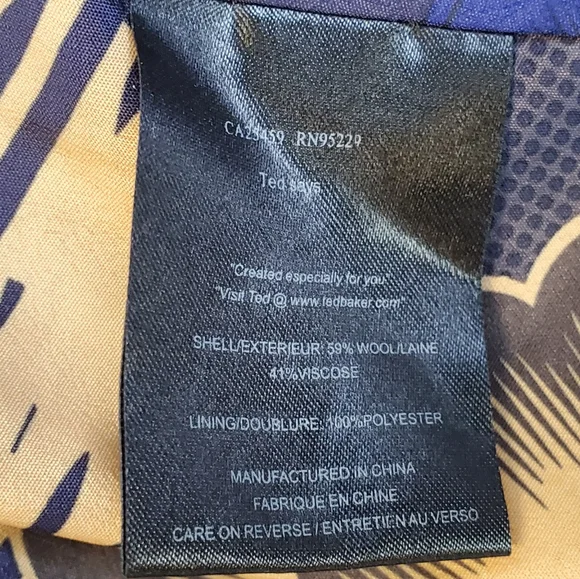 CA25459 RN95229
Ted says
"Created especially for you"
"Visit Ted @ www.tedbaker.com"
SHELL/EXTERIEUR: 59% WOOL/LAINE
41%VISCOSE
LINING/DOUBLURE: 100%POLYESTER
MANUFACTURED IN CHINA
FABRIQUE EN CHINE
CARE ON REVERSE / ENTRETIEN AU VERSO